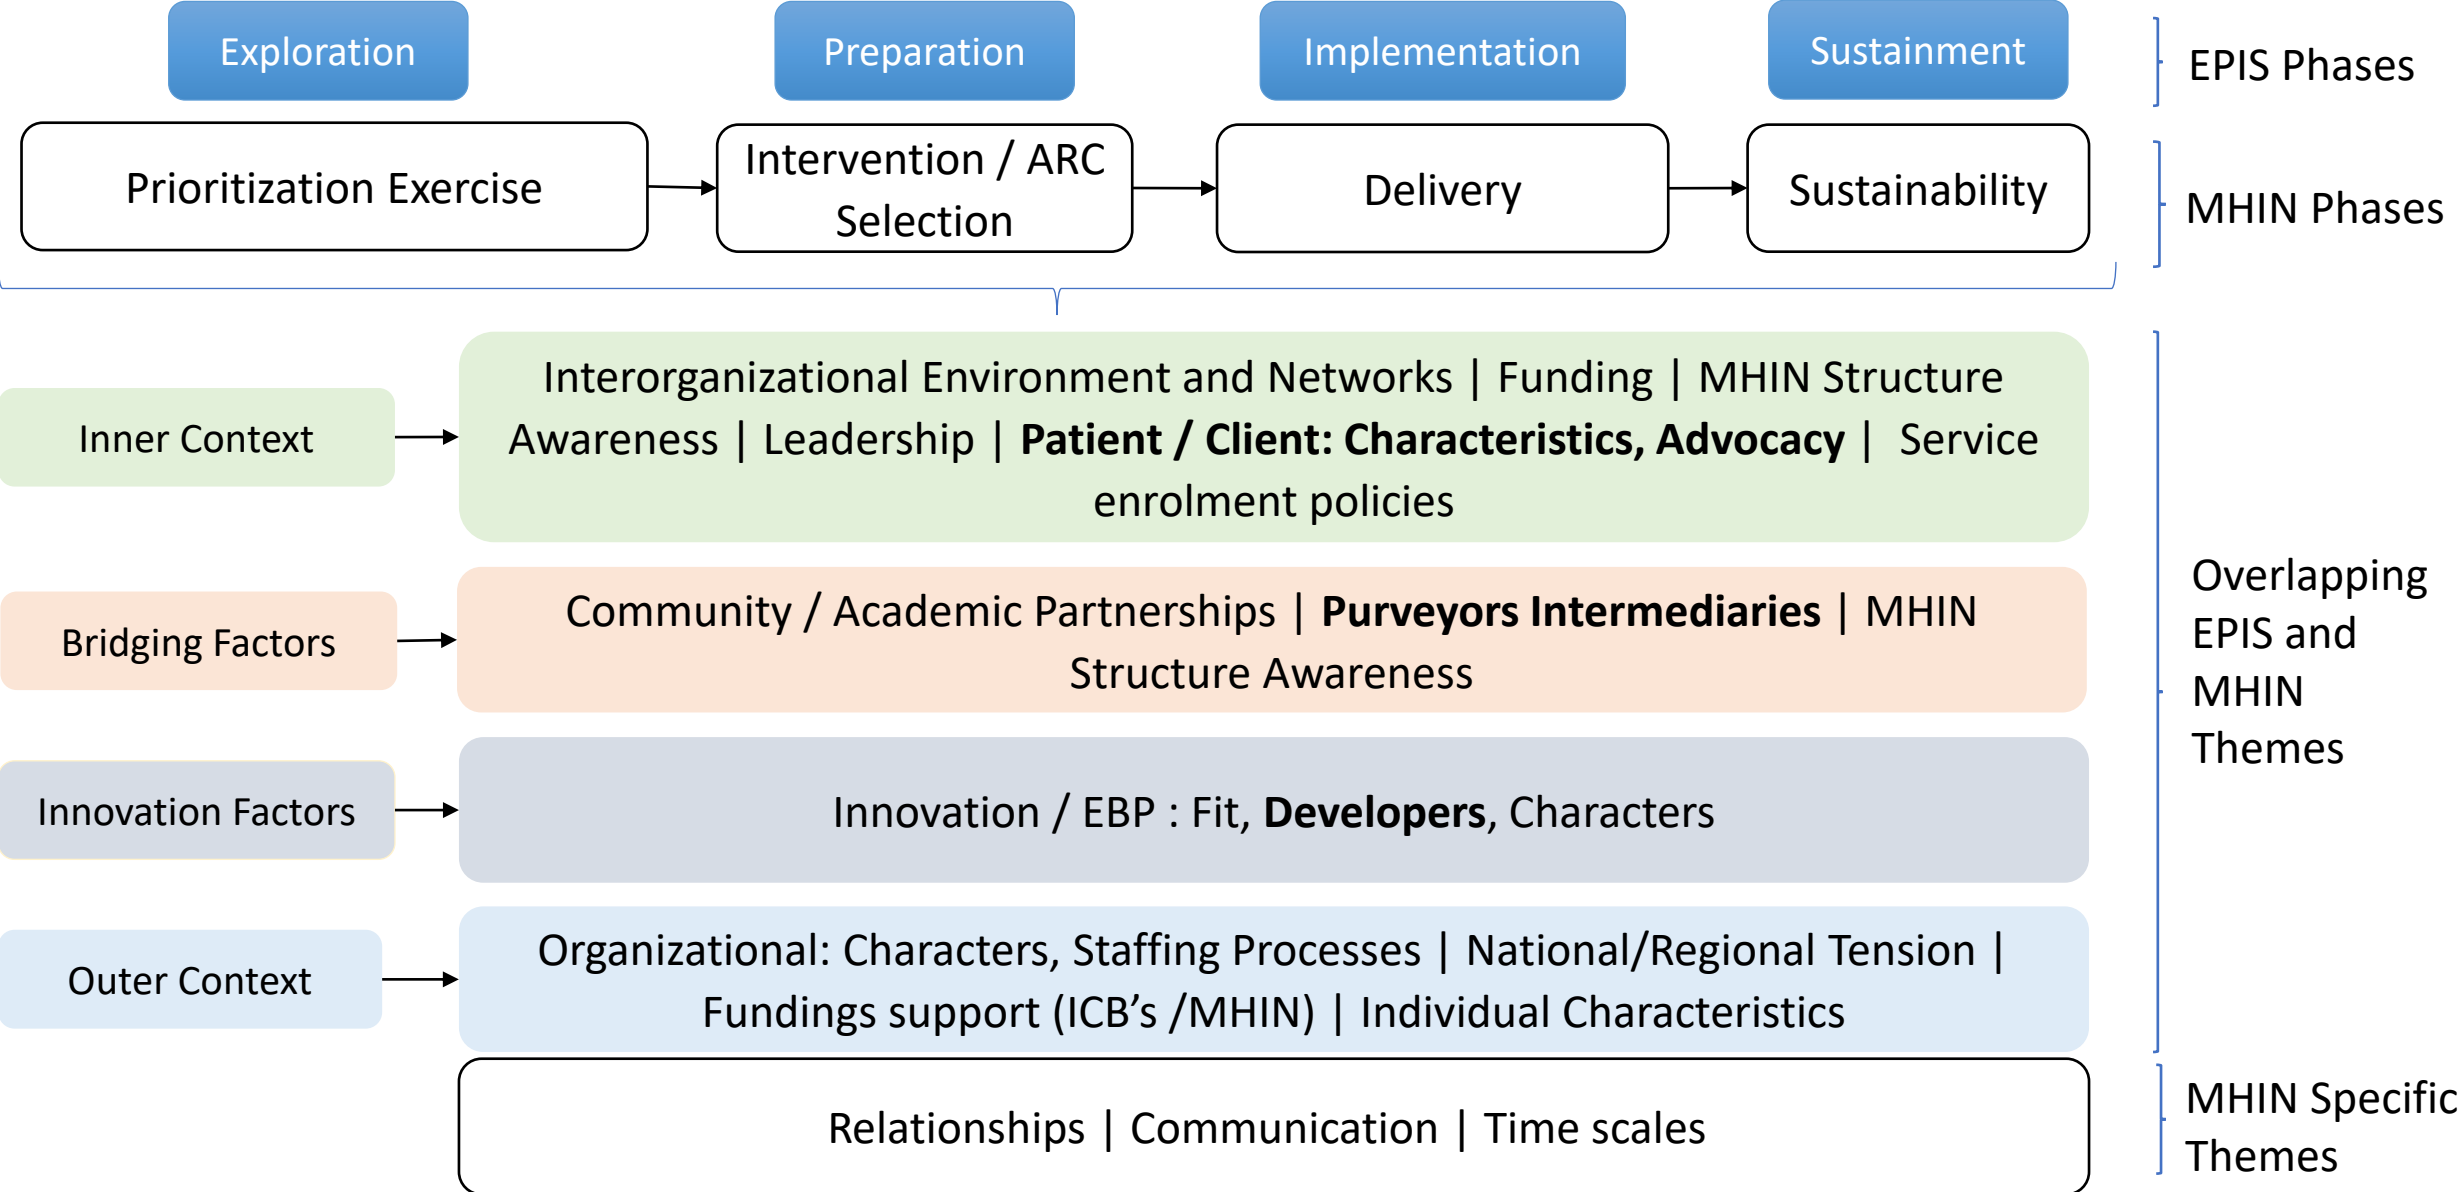 Exploration
Preparation
Implementation
Sustainment
EPIS Phases
Prioritization Exercise
Intervention / ARC
Selection
Delivery
Sustainability
MHIN Phases
Inner Context
Interorganizational Environment and Networks | Funding | MHIN Structure
Awareness | Leadership | Patient / Client: Characteristics, Advocacy | Service
enrolment policies
Bridging Factors
Community / Academic Partnerships | Purveyors Intermediaries | MHIN
Structure Awareness
Innovation Factors
Innovation / EBP : Fit, Developers, Characters
Outer Context
Organizational: Characters, Staffing Processes | National/Regional Tension |
Fundings support (ICB’s /MHIN) | Individual Characteristics
Overlapping
EPIS and
MHIN
Themes
Relationships | Communication | Time scales
MHIN Specific
Themes